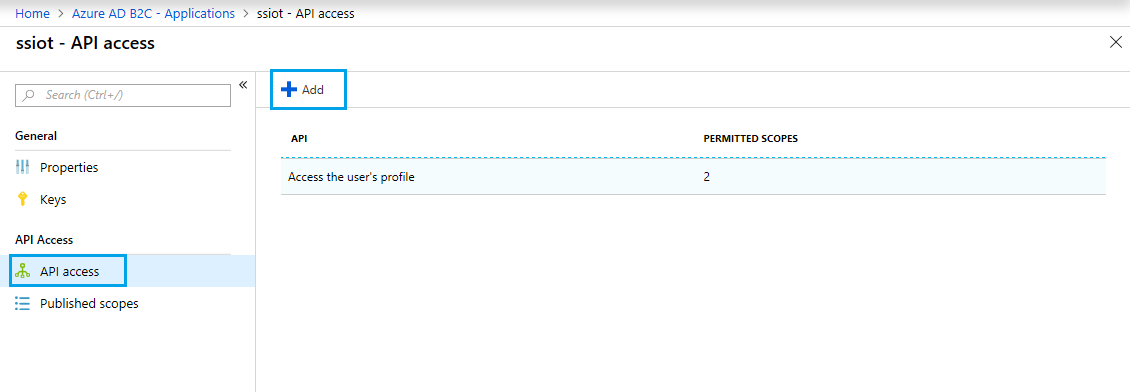 Home > Azure AD B2C - Applications > ssiot - API access
ssiot - API access
Search (Ctrl+/)
General
Properties
Keys
API Access
API access
Published scopes
Add
API PERMITTED SCOPES
Access the user's profile 2